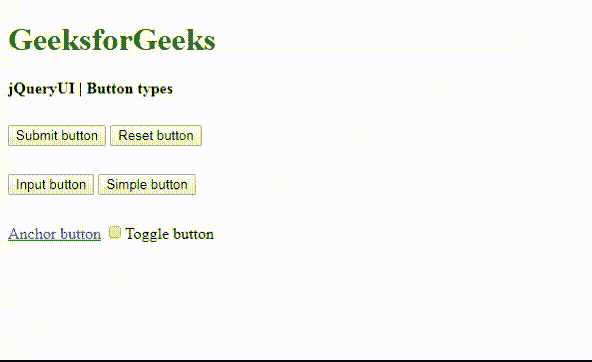 GeeksforGeeks
jQueryUI | Button types
Submit button Reset button
Input button Simple button
Anchor button Toggle button